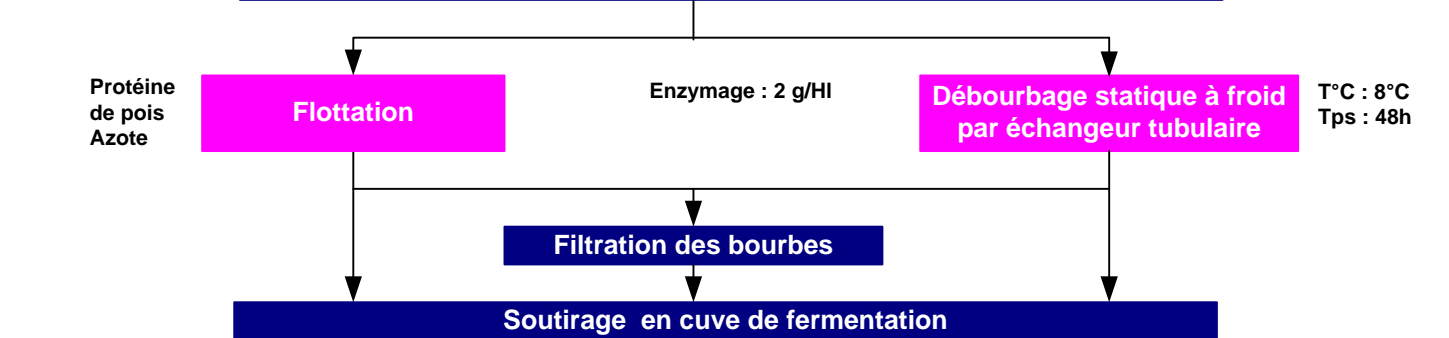 Protéine
de pois
Azote
Flottation
Enzymage : 2 g/Hl
Débourbage statique à froid
par échangeur tubulaire
T°C : 8°C
Tps : 48h
Filtration des bourbes
Soutirage en cuve de fermentation